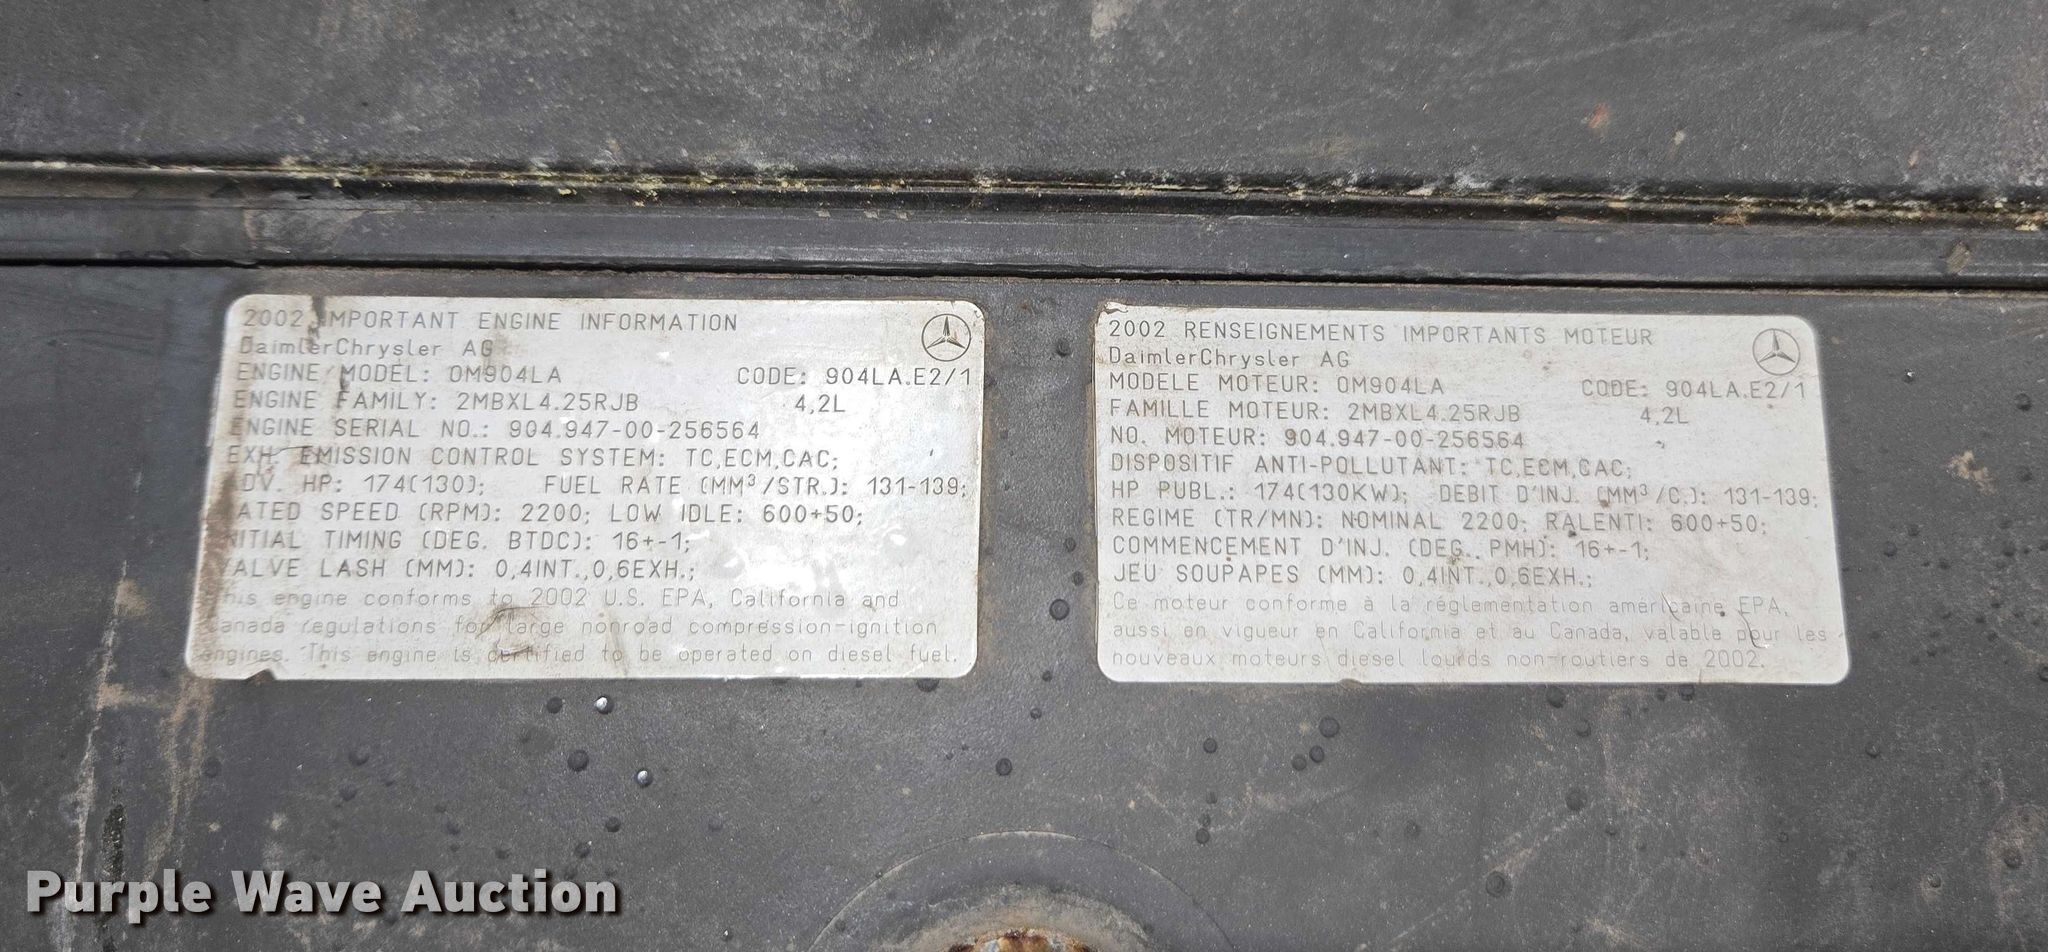 2002 IMPORTANT ENGINE INFORMATION
DaimlerChrysler AG
ENGINE MODEL: OM904LA CODE: 904LA.E2/1
ENGINE FAMILY: 2MBXL4.25RJB 4,2L
ENGINE SERIAL NO.: 904.947-00-256564
EXH. EMISSION CONTROL SYSTEM: TC,ECM,CAC;
DV. HP: 174(130); FUEL RATE (MM³/STR.): 131-139;
ATED SPEED (RPM): 2200; LOW IDLE: 600+50;
NITIAL TIMING (DEG. BTDC): 16+-1;
VALVE LASH (MM): 0,4INT.,0,6EXH.;
This engine conforms to 2002 U.S. EPA, California and
Canada regulations for large nonroad compression-ignition
engines. This engine is certified to be operated on diesel fuel.
2002 RENSEIGNEMENTS IMPORTANTS MOTEUR
DaimlerChrysler AG
MODELE MOTEUR: OM904LA CODE: 904LA.E2/1
FAMILLE MOTEUR: 2MBXL4.25RJB 4,2L
NO. MOTEUR: 904.947-00-256564
DISPOSITIF ANTI-POLLUTANT: TC,ECM,CAC;
HP PUBL.: 174(130KW); DEBIT D'INJ. (MM³/C.): 131-139;
REGIME (TR/MN): NOMINAL 2200; RALENTI: 600+50;
COMMENCEMENT D'INJ. (DEG. PMH): 16+-1;
JEU SOUPAPES (MM): 0,4INT.,0,6EXH.;
Ce moteur conforme à la réglementation américaine EPA,
aussi en vigueur en California et au Canada, valable pour les
nouveaux moteurs diesel lourds non-routiers de 2002.
Purple Wave Auction